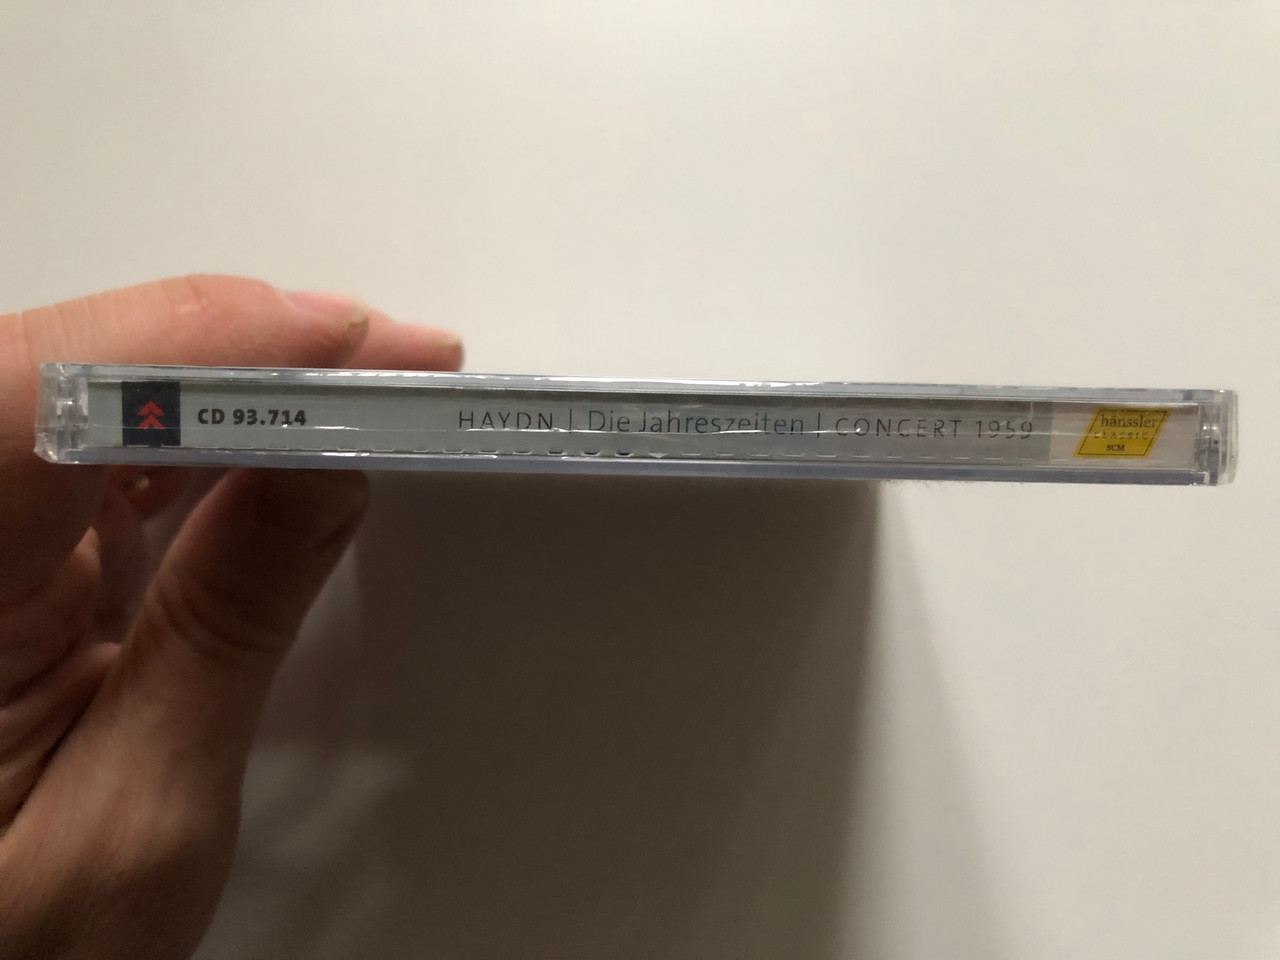 CD 93.714 HAYDN | Die Jahreszeiten | CONCERT 1959
hänssler
CLASSIC
SCM